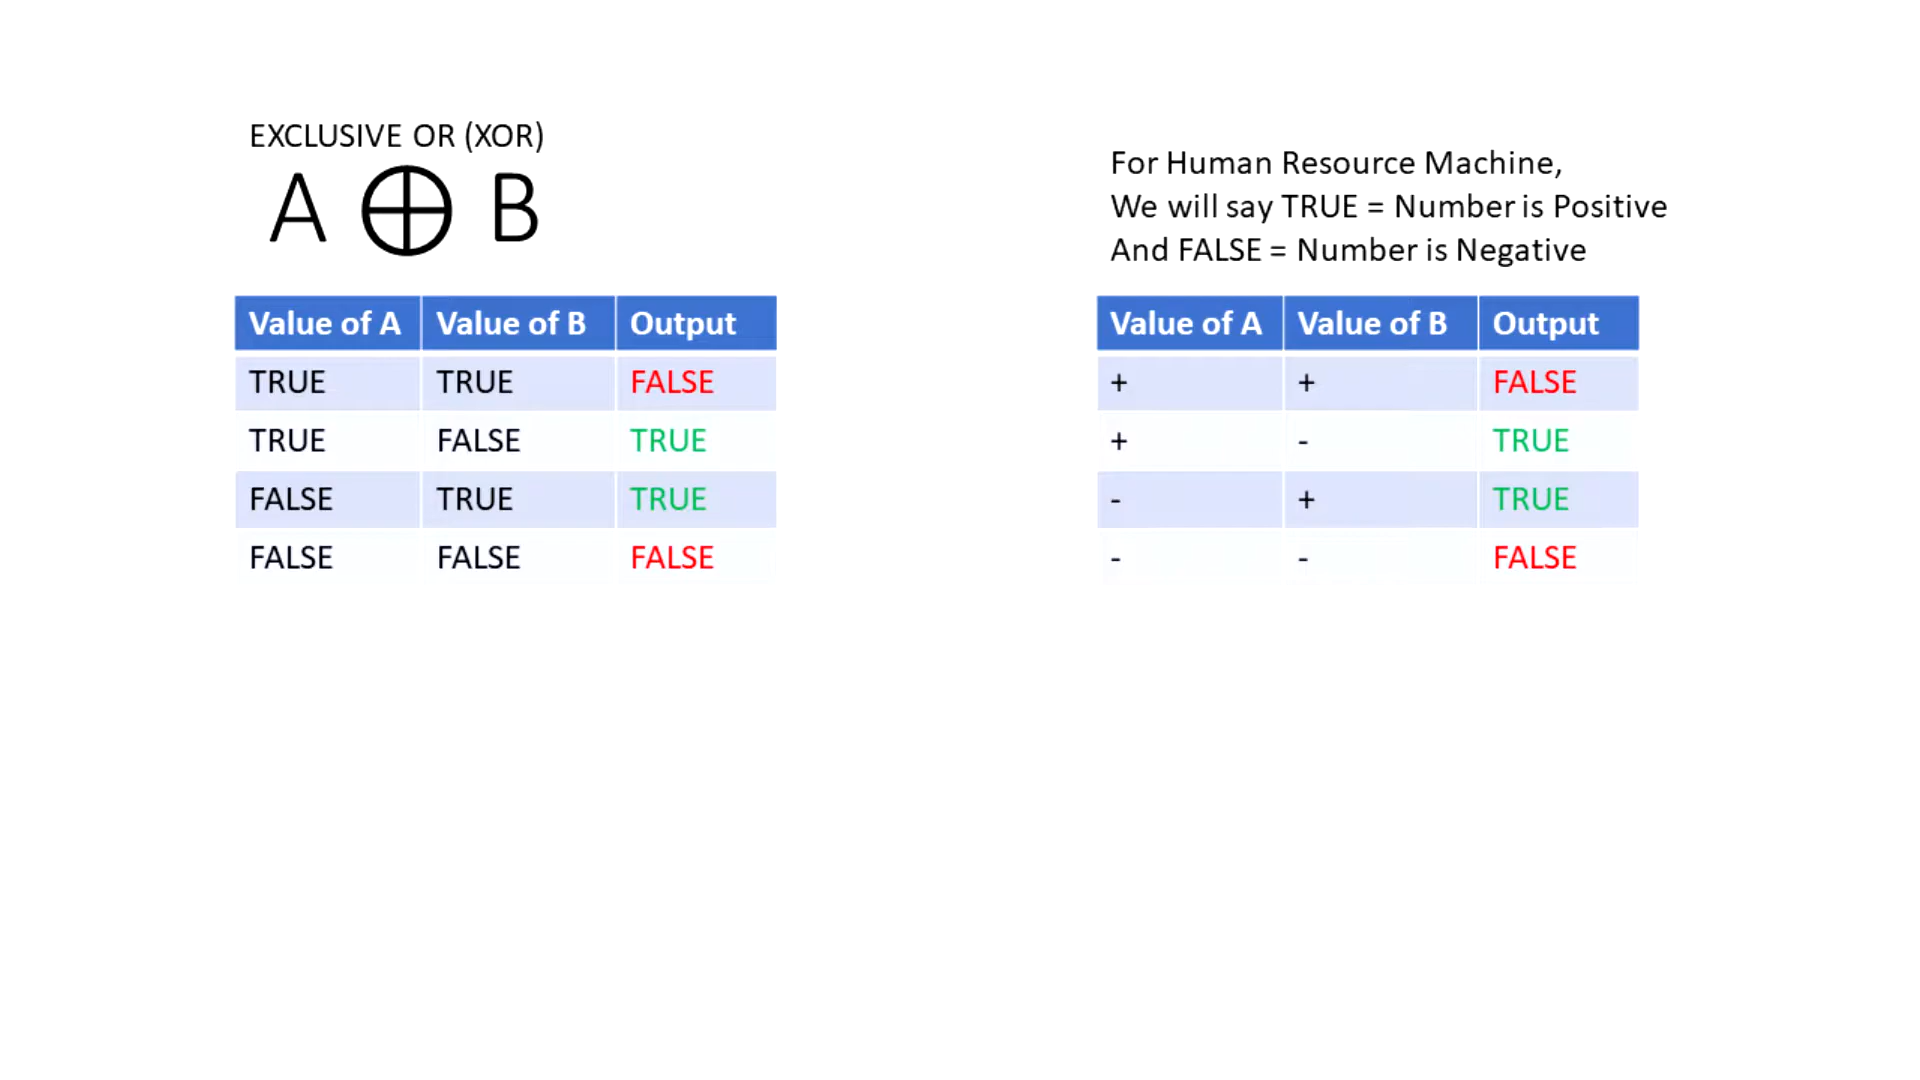 EXCLUSIVE OR (XOR)
A ⊕ B
Value of A Value of B Output
TRUE TRUE FALSE
TRUE FALSE TRUE
FALSE TRUE TRUE
FALSE FALSE FALSE
For Human Resource Machine,
We will say TRUE = Number is Positive
And FALSE = Number is Negative
Value of A Value of B Output
+ + FALSE
+ - TRUE
- + TRUE
- - FALSE